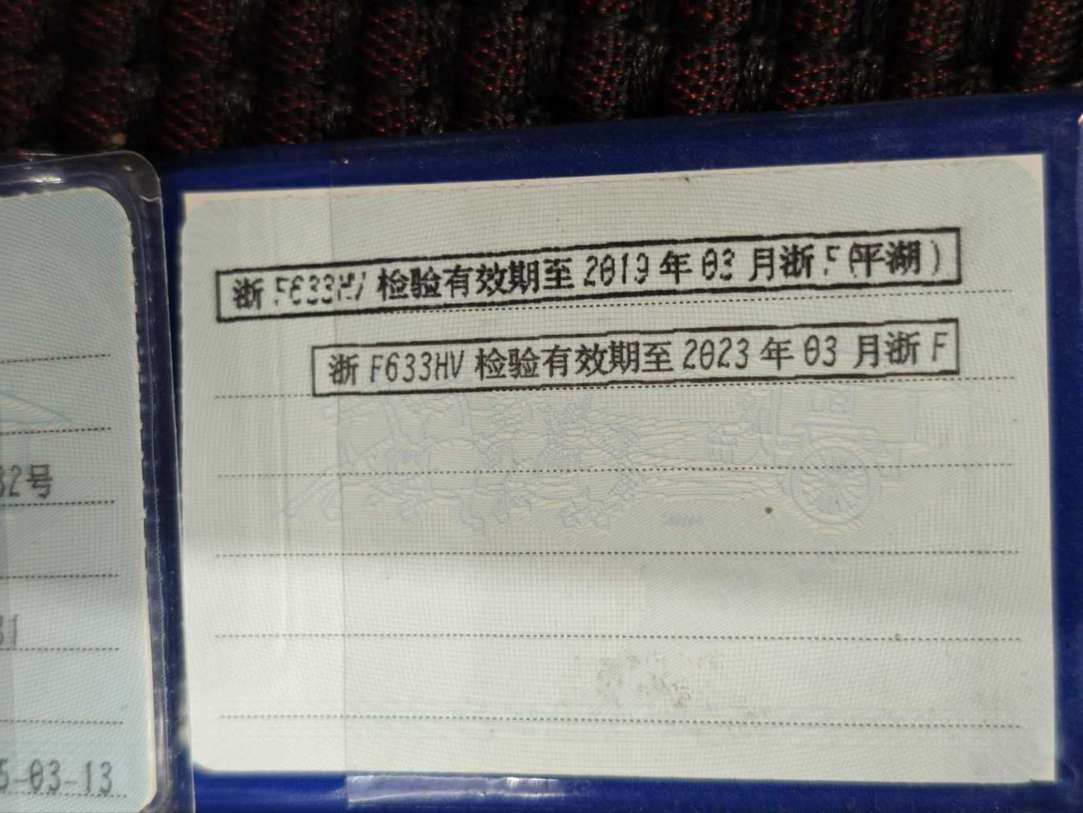 浙 F633HV 检验有效期至 2019 年 03 月浙 F (平湖)
浙 F633HV 检验有效期至 2023 年 03 月浙 F
32号
31
5-03-13